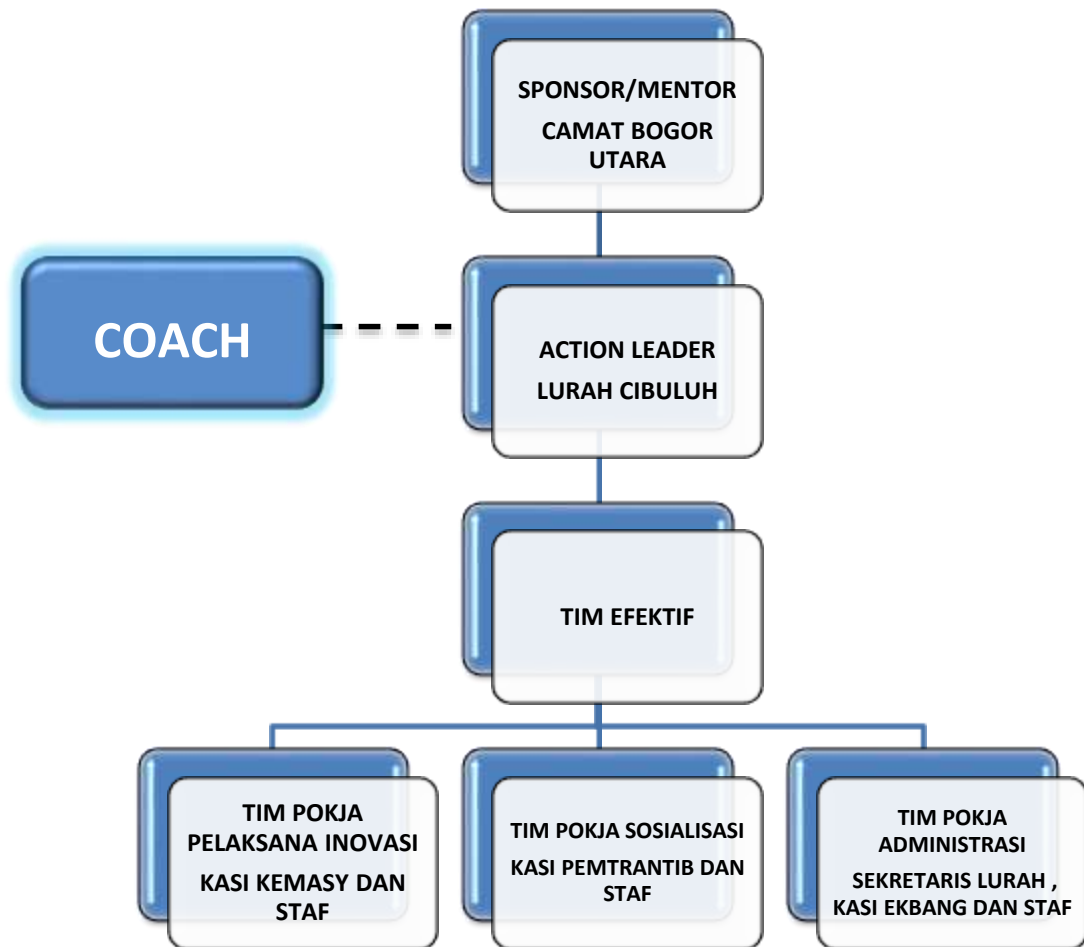 SPONSOR/MENTOR
CAMAT BOGOR
UTARA
COACH
ACTION LEADER
LURAH CIBULUH
TIM EFEKTIF
TIM POKJA
PELAKSANA INOVASI
KASI KEMASY DAN
STAF
TIM POKJA SOSIALISASI
KASI PEMTRANTIB DAN
STAF
TIM POKJA
ADMINISTRASI
SEKRETARIS LURAH ,
KASI EKBANG DAN STAF